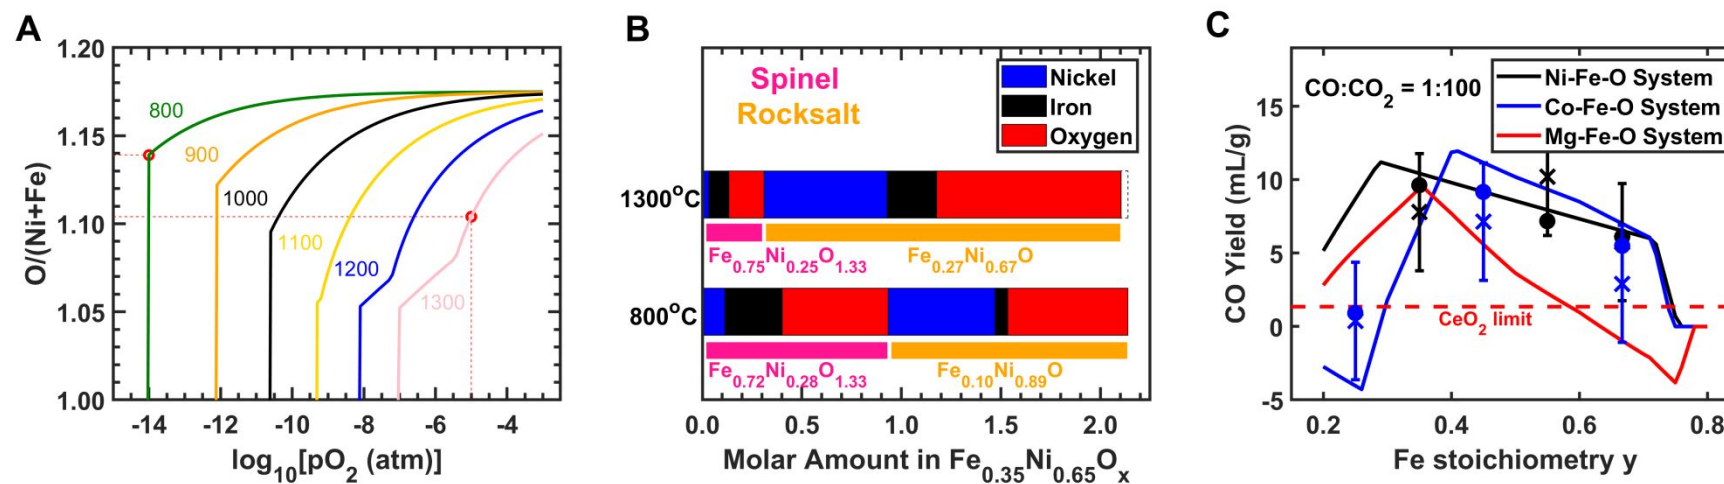 A
1.20
1.15
1.10
1.05
1.00
O/(Ni+Fe)
800
900
1000
1100
1200
1300
-14
-12
-10
-8
-6
-4
log₁₀[pO₂ (atm)]
B
Spinel
Rocksalt
Nickel
Iron
Oxygen
1300°C
Fe₀.₇₅Ni₀.₂₅O₁.₃₃
Fe₀.₂₇Ni₀.₆₇O
800°C
Fe₀.₇₂Ni₀.₂₈O₁.₃₃
Fe₀.₁₀Ni₀.₈₉O
0.0
0.5
1.0
1.5
2.0
Molar Amount in Fe₀.₃₅Ni₀.₆₅Oₓ
C
15
10
5
0
-5
CO Yield (mL/g)
CO:CO₂ = 1:100
Ni-Fe-O System
Co-Fe-O System
Mg-Fe-O System
CeO₂ limit
0.2
0.4
0.6
0.8
Fe stoichiometry y